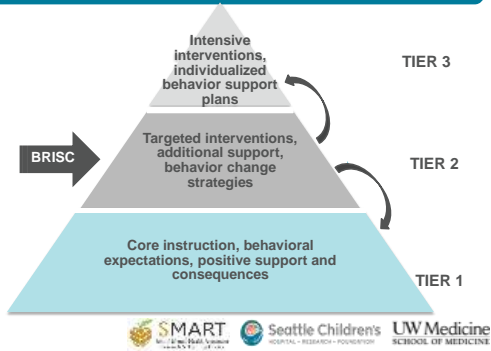 Intensive
interventions,
individualized
behavior support
plans
TIER 3
BRISC
Targeted interventions,
additional support,
behavior change
strategies
TIER 2
Core instruction, behavioral
expectations, positive support and
consequences
TIER 1
SMART
Seattle Children's
HOSPITAL • RESEARCH • FOUNDATION
UW Medicine
SCHOOL OF MEDICINE